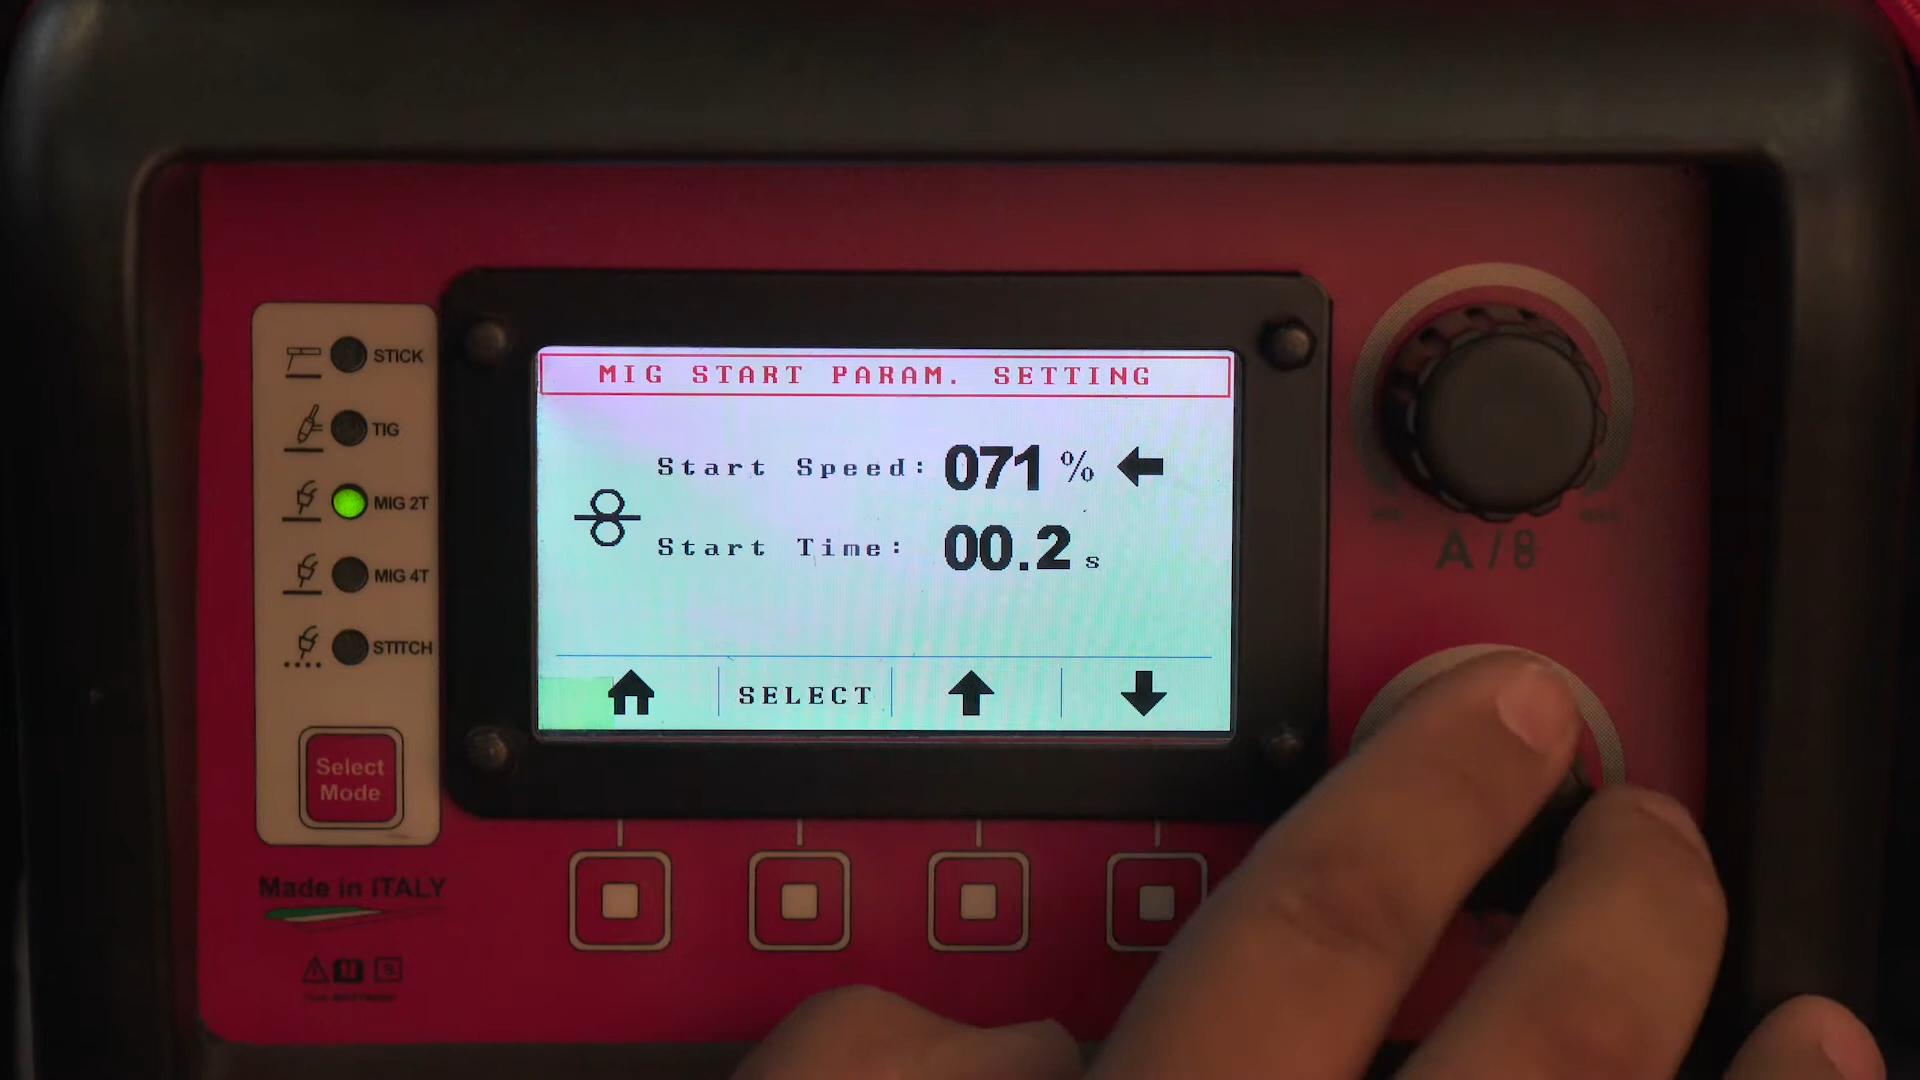 MIG START PARAM. SETTING
Start Speed: 071 %
Start Time: 00.2 s
SELECT
STICK
TIG
MIG 2T
MIG 4T
STITCH
Select
Mode
Made in ITALY
A / 8